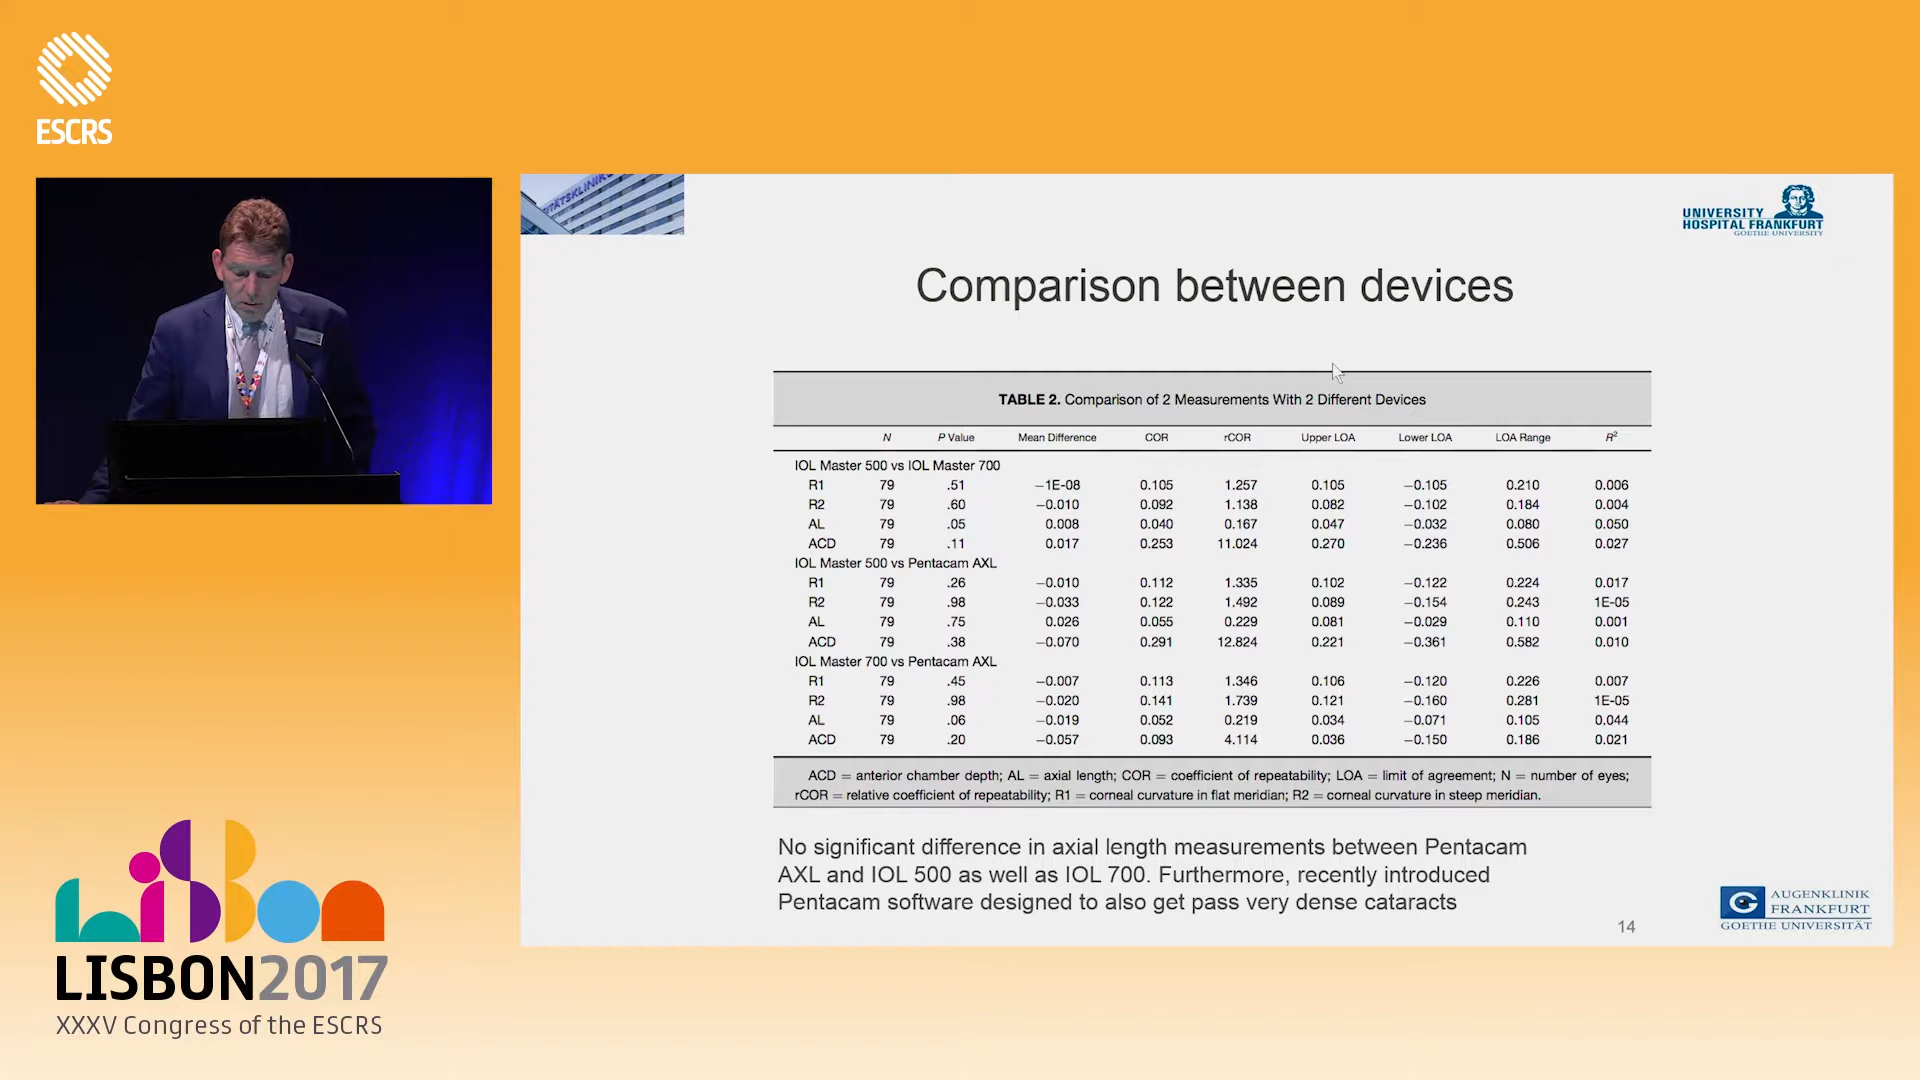 ESCRS
UNIVERSITY
HOSPITAL FRANKFURT
GOETHE UNIVERSITY
Comparison between devices
TABLE 2. Comparison of 2 Measurements With 2 Different Devices
N P Value Mean Difference COR rCOR Upper LOA Lower LOA LOA Range R²
IOL Master 500 vs IOL Master 700
R1 79 .51 −1E-08 0.105 1.257 0.105 −0.105 0.210 0.006
R2 79 .60 −0.010 0.092 1.138 0.082 −0.102 0.184 0.004
AL 79 .05 0.008 0.040 0.167 0.047 −0.032 0.080 0.050
ACD 79 .11 0.017 0.253 11.024 0.270 −0.236 0.506 0.027
IOL Master 500 vs Pentacam AXL
R1 79 .26 −0.010 0.112 1.335 0.102 −0.122 0.224 0.017
R2 79 .98 −0.033 0.122 1.492 0.089 −0.154 0.243 1E-05
AL 79 .75 0.026 0.055 0.229 0.081 −0.029 0.110 0.001
ACD 79 .38 −0.070 0.291 12.824 0.221 −0.361 0.582 0.010
IOL Master 700 vs Pentacam AXL
R1 79 .45 −0.007 0.113 1.346 0.106 −0.120 0.226 0.007
R2 79 .98 −0.020 0.141 1.739 0.121 −0.160 0.281 1E-05
AL 79 .06 −0.019 0.052 0.219 0.034 −0.071 0.105 0.044
ACD 79 .20 −0.057 0.093 4.114 0.036 −0.150 0.186 0.021
ACD = anterior chamber depth; AL = axial length; COR = coefficient of repeatability; LOA = limit of agreement; N = number of eyes;
rCOR = relative coefficient of repeatability; R1 = corneal curvature in flat meridian; R2 = corneal curvature in steep meridian.
No significant difference in axial length measurements between Pentacam
AXL and IOL 500 as well as IOL 700. Furthermore, recently introduced
Pentacam software designed to also get pass very dense cataracts
14
AUGENKLINIK
FRANKFURT
GOETHE UNIVERSITÄT
LisBon
LISBON2017
XXXV Congress of the ESCRS